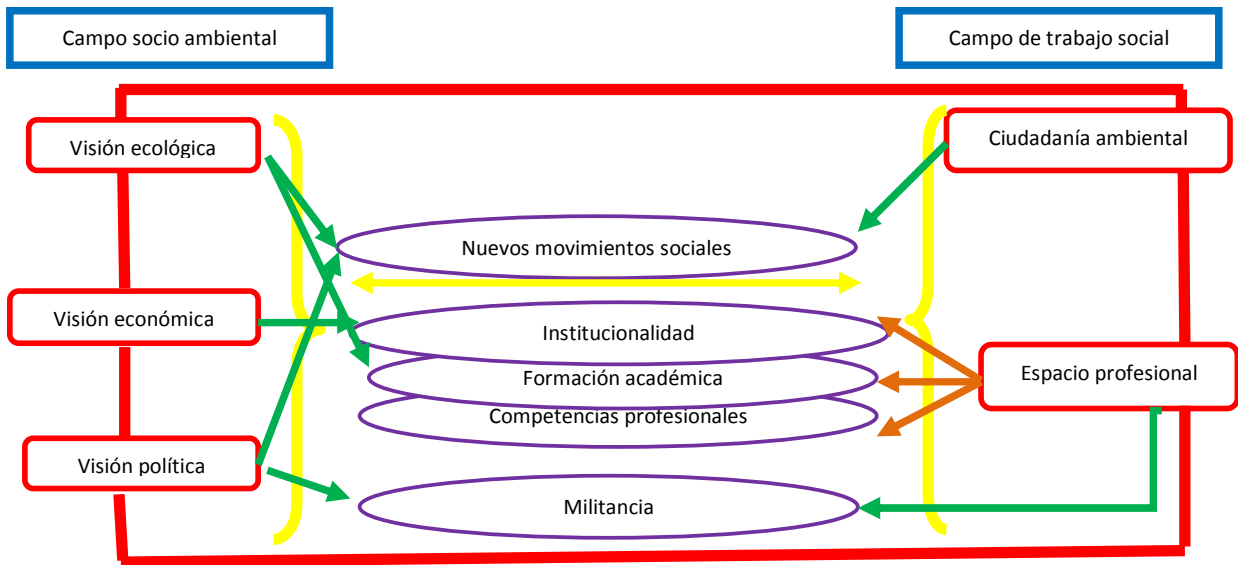 Campo socio ambiental
Campo de trabajo social
Visión ecológica
Ciudadanía ambiental
Nuevos movimientos sociales
Visión económica
Institucionalidad
Espacio profesional
Formación académica
Competencias profesionales
Visión política
Militancia